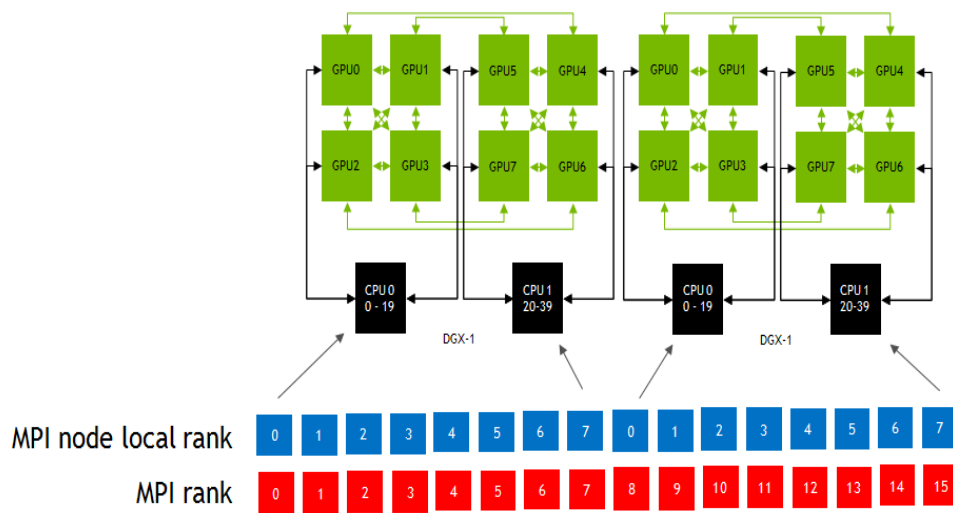 GPU0 GPU1 GPU5 GPU4 GPU0 GPU1 GPU5 GPU4
GPU2 GPU3 GPU7 GPU6 GPU2 GPU3 GPU7 GPU6
CPU 0 CPU 1 CPU 0 CPU 1
0 - 19 20-39 0 - 19 20-39
DGX-1 DGX-1
MPI node local rank 0 1 2 3 4 5 6 7 0 1 2 3 4 5 6 7
MPI rank 0 1 2 3 4 5 6 7 8 9 10 11 12 13 14 15